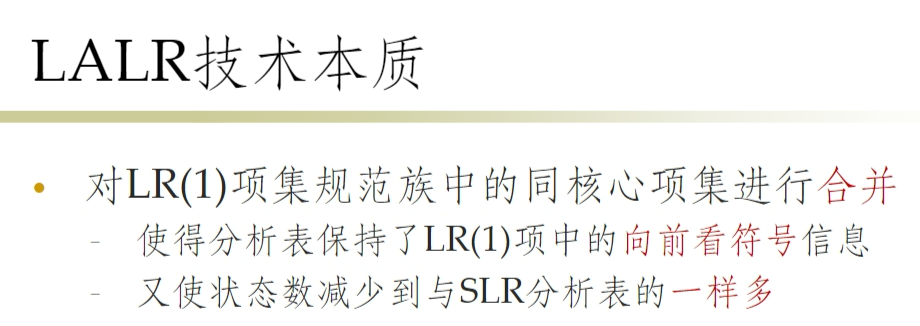 LALR技术本质
• 对LR(1)项集规范族中的同核心项集进行合并
- 使得分析表保持了LR(1)项中的向前看符号信息
- 又使状态数减少到与SLR分析表的一样多